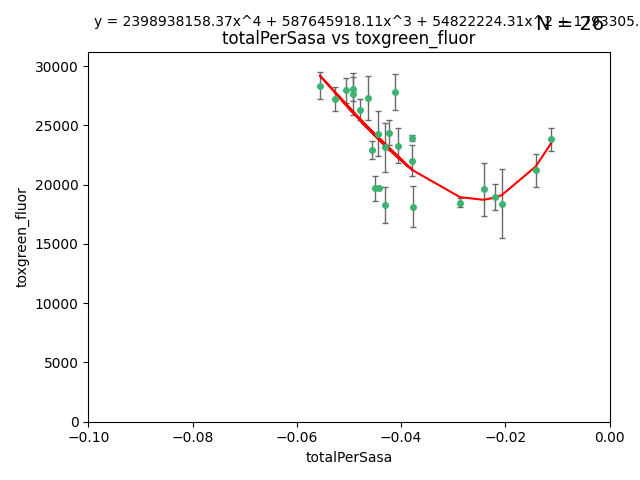 y = 2398938158.37x^4 + 587645918.11x^3 + 54822224.31x^2 +
N = 26
totalPerSasa vs toxgreen_fluor
30000
25000
20000
15000
10000
5000
0
toxgreen_fluor
−0.10 −0.08 −0.06 −0.04 −0.02 0.00
totalPerSasa